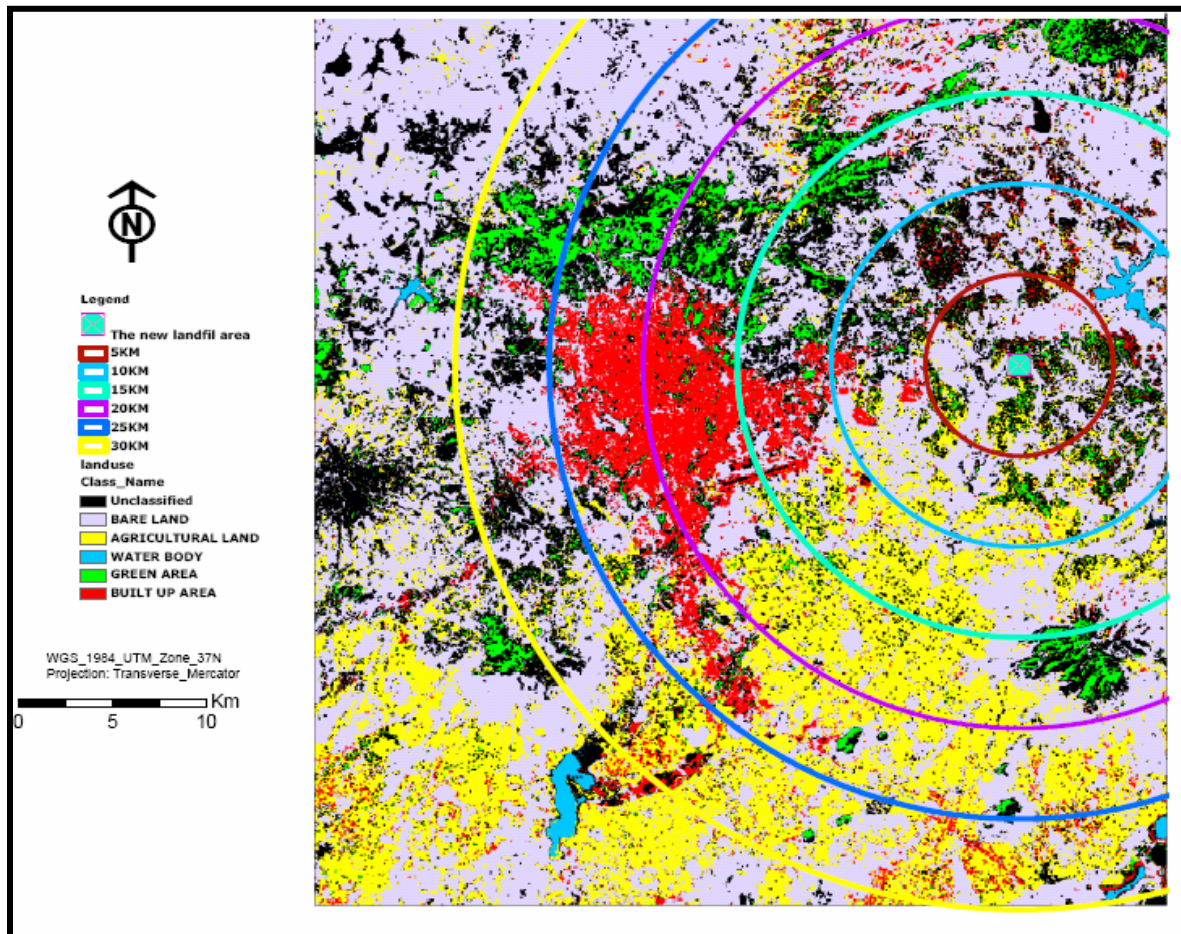 N
Legend
The new landfil area
5KM
10KM
15KM
20KM
25KM
30KM
landuse
Class_Name
Unclassified
BARE LAND
AGRICULTURAL LAND
WATER BODY
GREEN AREA
BUILT UP AREA
WGS_1984_UTM_Zone_37N
Projection: Transverse_Mercator
Km
0 5 10